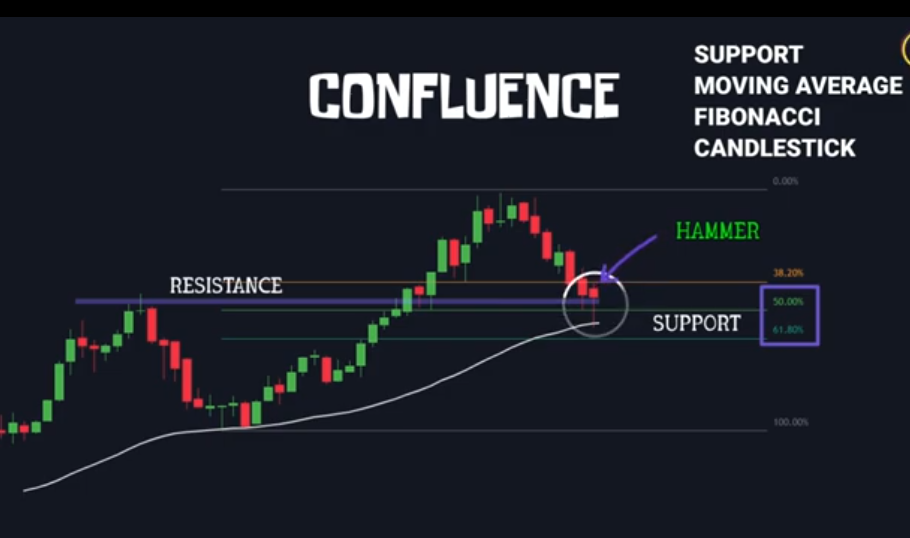 CONFLUENCE
SUPPORT
MOVING AVERAGE
FIBONACCI
CANDLESTICK
0.00%
HAMMER
38.20%
RESISTANCE
50.00%
SUPPORT
61.80%
100.00%